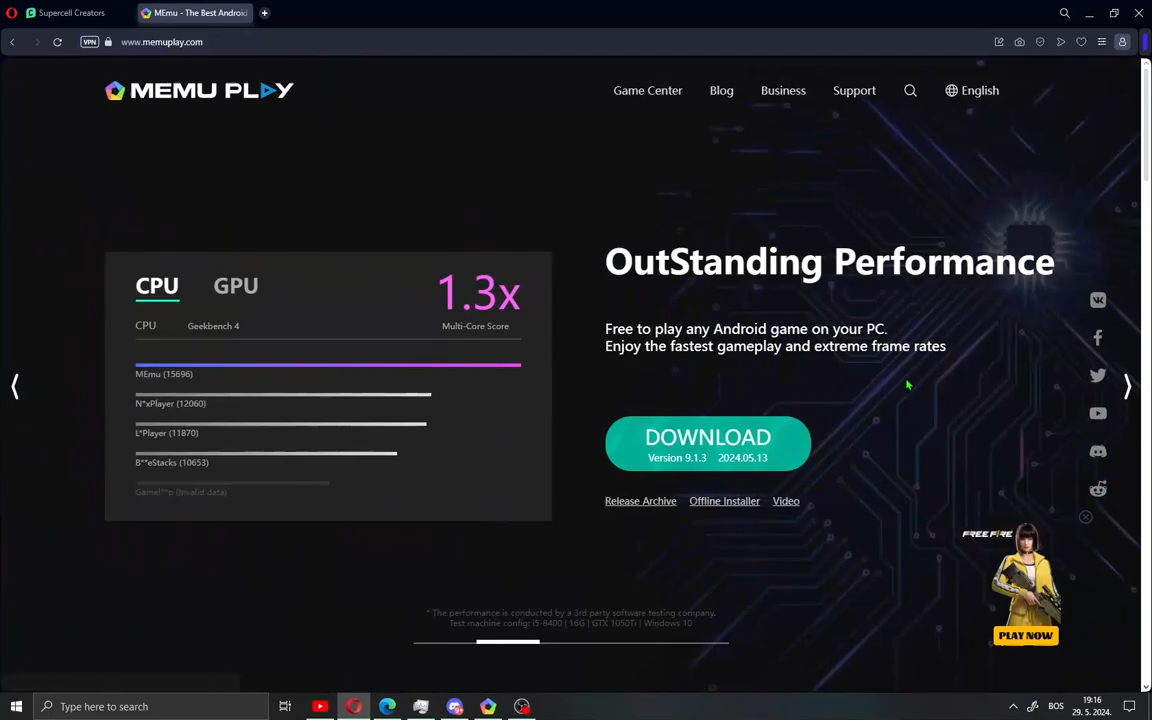 Supercell Creators
MEmu - The Best Android
VPN
www.memuplay.com
MEMU PLAY
Game Center
Blog
Business
Support
English
CPU
GPU
1.3x
CPU
Geekbench 4
Multi-Core Score
MEmu (15696)
N*xPlayer (12060)
L*Player (11870)
B**eStacks (10653)
Gamel**p (Invalid data)
OutStanding Performance
Free to play any Android game on your PC.
Enjoy the fastest gameplay and extreme frame rates
DOWNLOAD
Version 9.1.3 2024.05.13
Release Archive
Offline Installer
Video
FREE FIRE
PLAY NOW
* The performance is conducted by a 3rd party software testing company.
Test machine config: i5-8400 | 16G | GTX 1050Ti | Windows 10
Type here to search
BOS
19:16
29. 5. 2024.